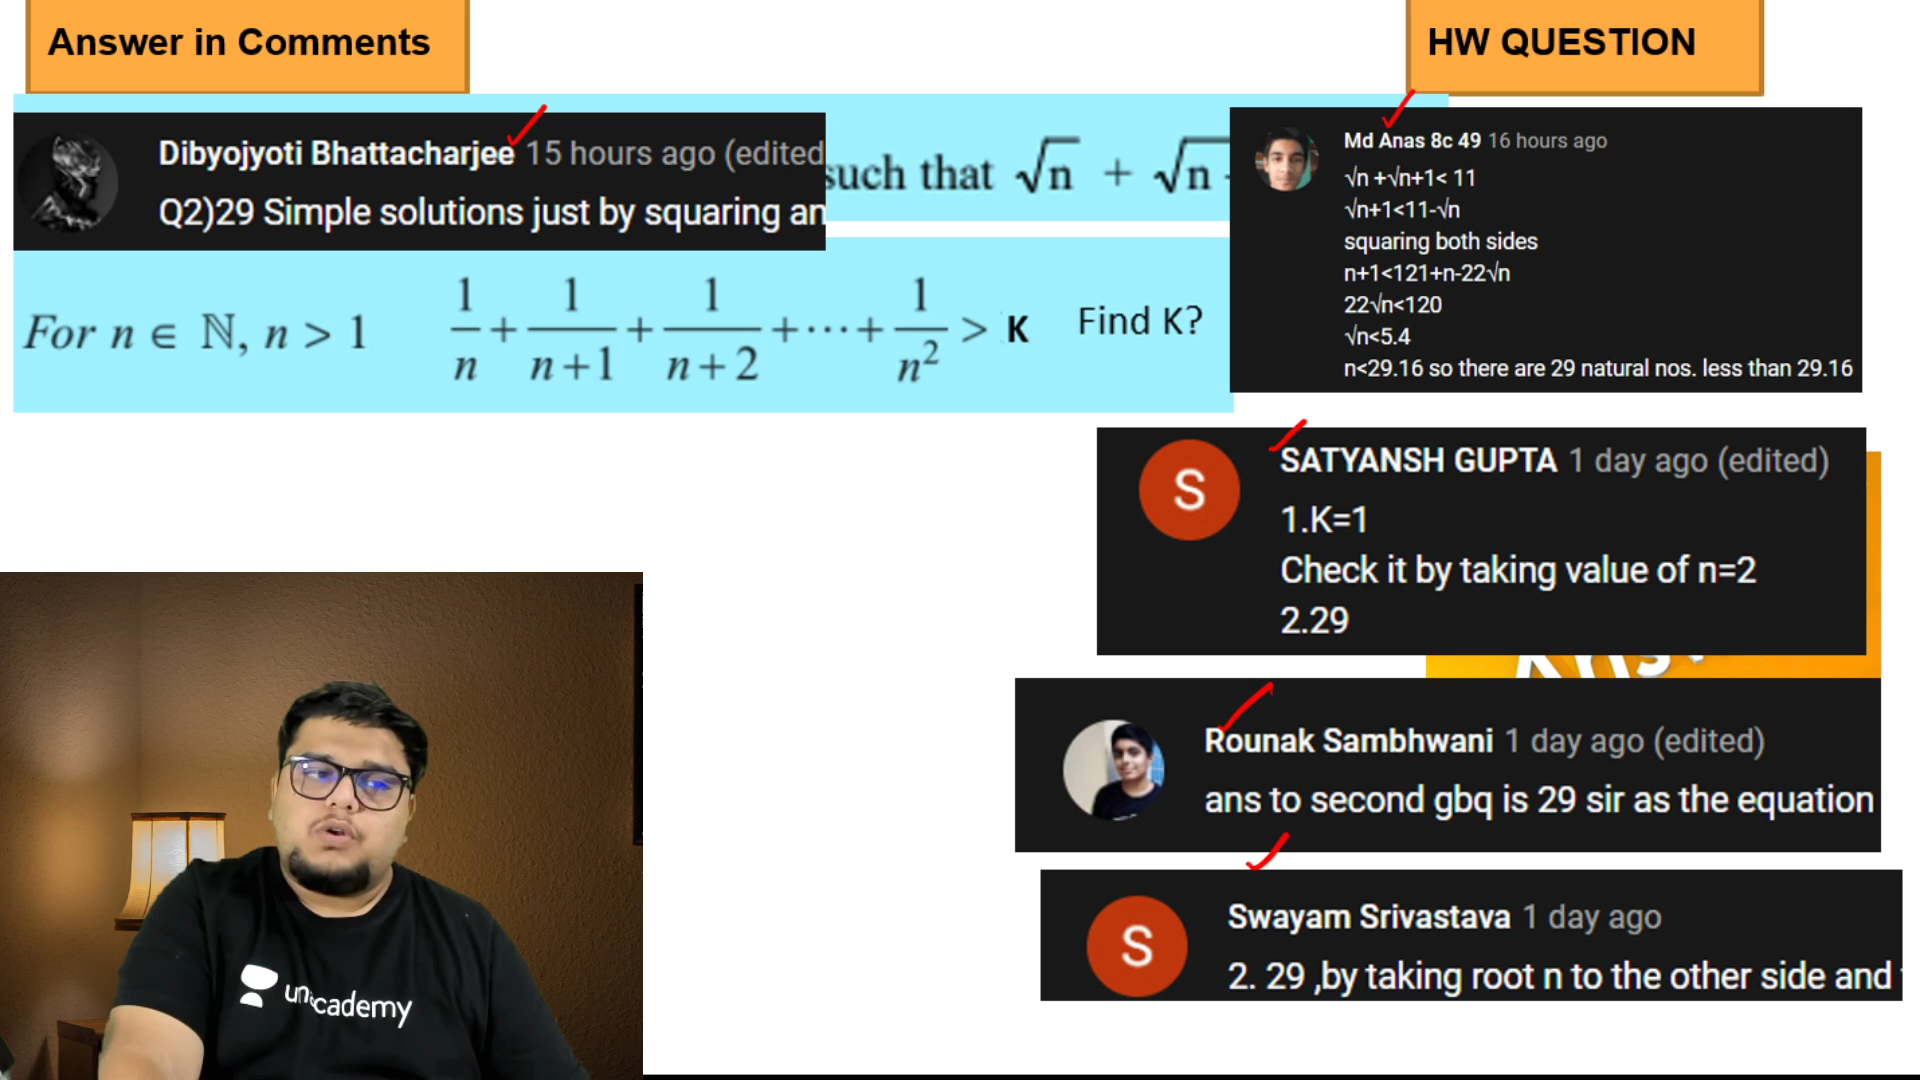 Answer in Comments
HW QUESTION
Dibyojyoti Bhattacharjee 15 hours ago (edited
Q2)29 Simple solutions just by squaring an
such that √n + √n
For n ∈ ℕ, n > 1 1/n + 1/(n+1) + 1/(n+2) + ··· + 1/n² > K Find K?
Md Anas 8c 49 16 hours ago
√n +√n+1< 11
√n+1<11-√n
squaring both sides
n+1<121+n-22√n
22√n<120
√n<5.4
n<29.16 so there are 29 natural nos. less than 29.16
SATYANSH GUPTA 1 day ago (edited)
1.K=1
Check it by taking value of n=2
2.29
Rounak Sambhwani 1 day ago (edited)
ans to second gbq is 29 sir as the equation
Swayam Srivastava 1 day ago
2. 29 ,by taking root n to the other side and
S
S
unacademy